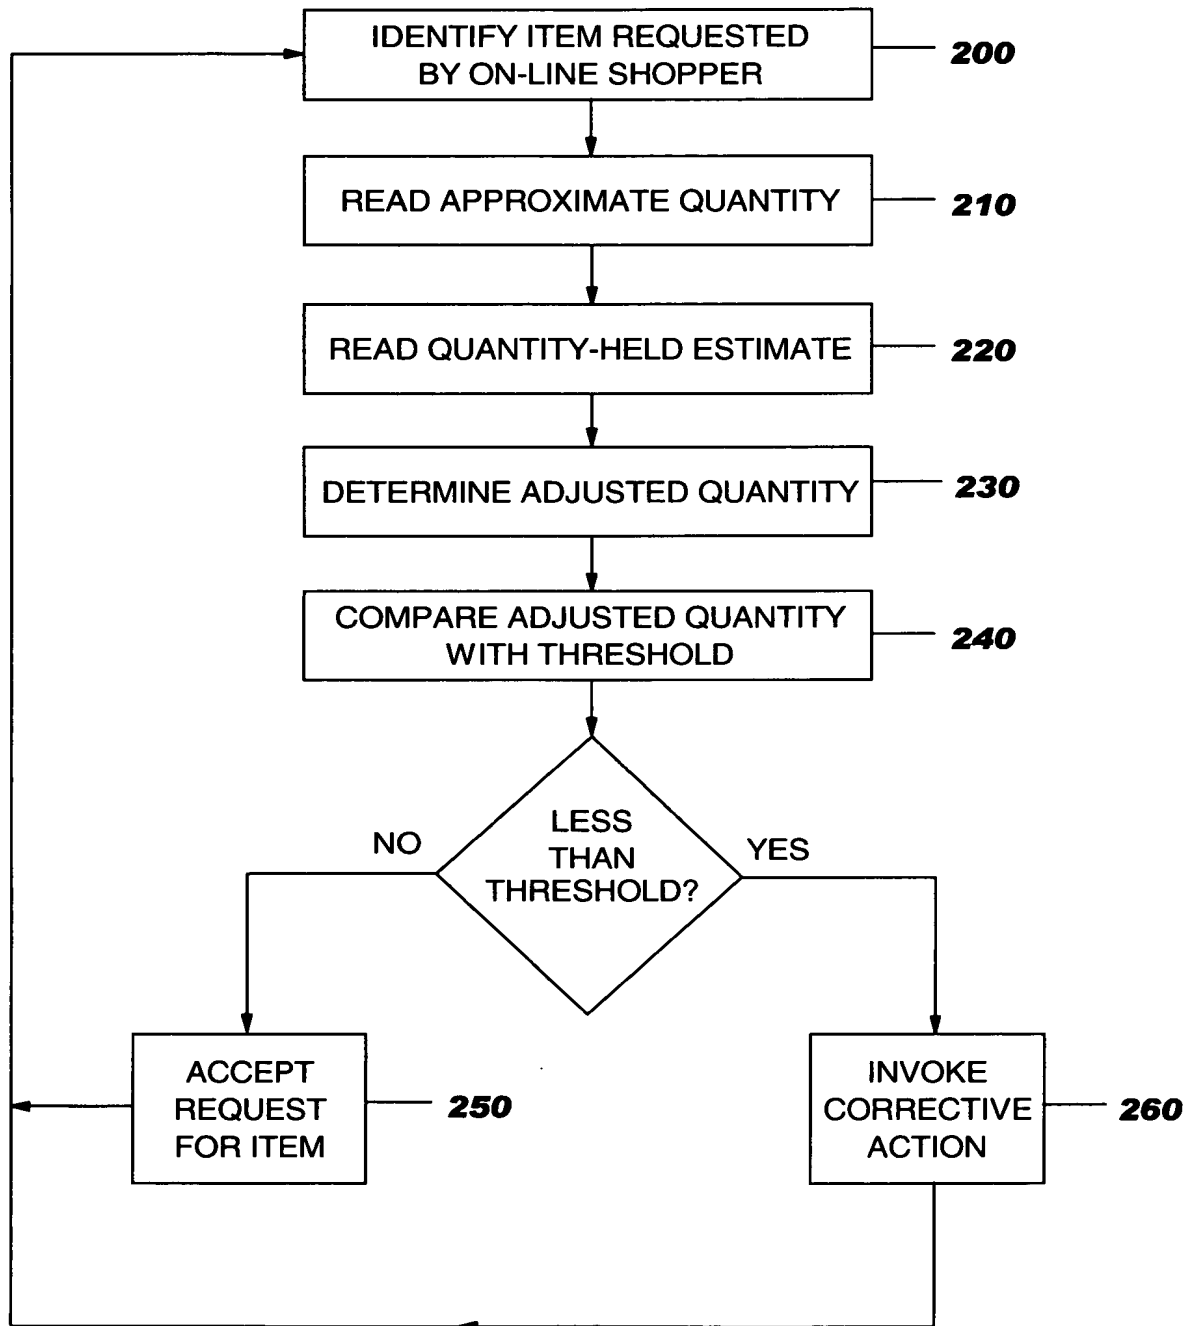 IDENTIFY ITEM REQUESTED
BY ON-LINE SHOPPER
200
READ APPROXIMATE QUANTITY
210
READ QUANTITY-HELD ESTIMATE
220
DETERMINE ADJUSTED QUANTITY
230
COMPARE ADJUSTED QUANTITY
WITH THRESHOLD
240
LESS
THAN
THRESHOLD?
NO
YES
ACCEPT
REQUEST
FOR ITEM
250
INVOKE
CORRECTIVE
ACTION
260